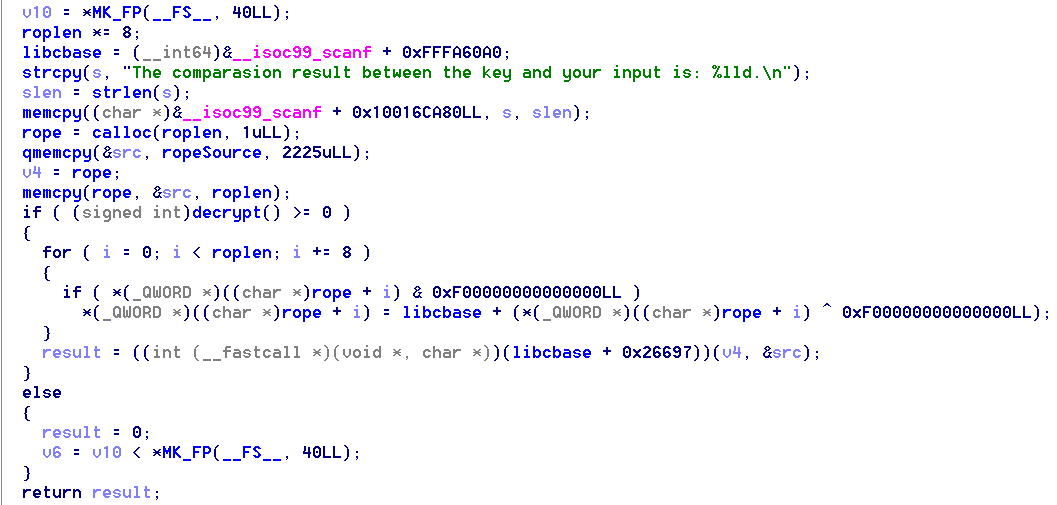 v10 = *MK_FP(__FS__, 40LL);
roplen *= 8;
libcbase = (__int64)&__isoc99_scanf + 0xFFFA60A0;
strcpy(s, "The comparasion result between the key and your input is: %lld.\n");
slen = strlen(s);
memcpy((char *)&__isoc99_scanf + 0x10016CA80LL, s, slen);
rope = calloc(roplen, 1uLL);
qmemcpy(&src, ropeSource, 2225uLL);
v4 = rope;
memcpy(rope, &src, roplen);
if ( (signed int)decrypt() >= 0 )
{
for ( i = 0; i < roplen; i += 8 )
{
if ( *(_QWORD *)((char *)rope + i) & 0xF00000000000000LL )
*(_QWORD *)((char *)rope + i) = libcbase + (*(_QWORD *)((char *)rope + i) ^ 0xF00000000000000LL);
}
result = ((int (__fastcall *)(void *, char *))(libcbase + 0x26697))(v4, &src);
}
else
{
result = 0;
v6 = v10 < *MK_FP(__FS__, 40LL);
}
return result;